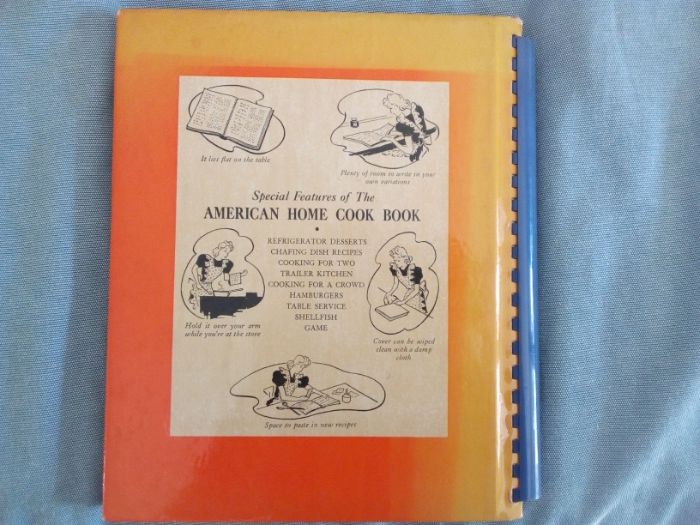 It lies flat on the table
Plenty of room to write in your
own variations
Special Features of The
AMERICAN HOME COOK BOOK
REFRIGERATOR DESSERTS
CHAFING DISH RECIPES
COOKING FOR TWO
TRAILER KITCHEN
COOKING FOR A CROWD
HAMBURGERS
TABLE SERVICE
SHELLFISH
GAME
Hold it over your arm
while you're at the stove
Cover can be wiped
clean with a damp
cloth
Space to paste in new recipes